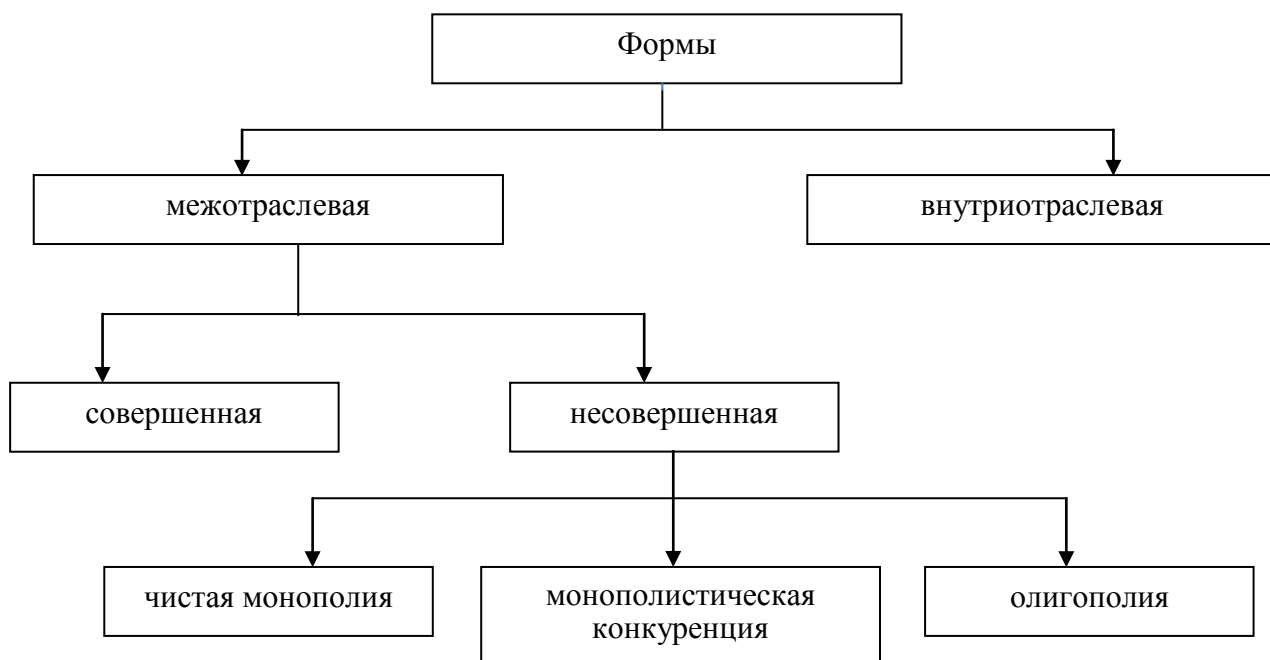 Формы
межотраслевая
внутриотраслевая
совершенная
несовершенная
чистая монополия
монополистическая
конкуренция
олигополия